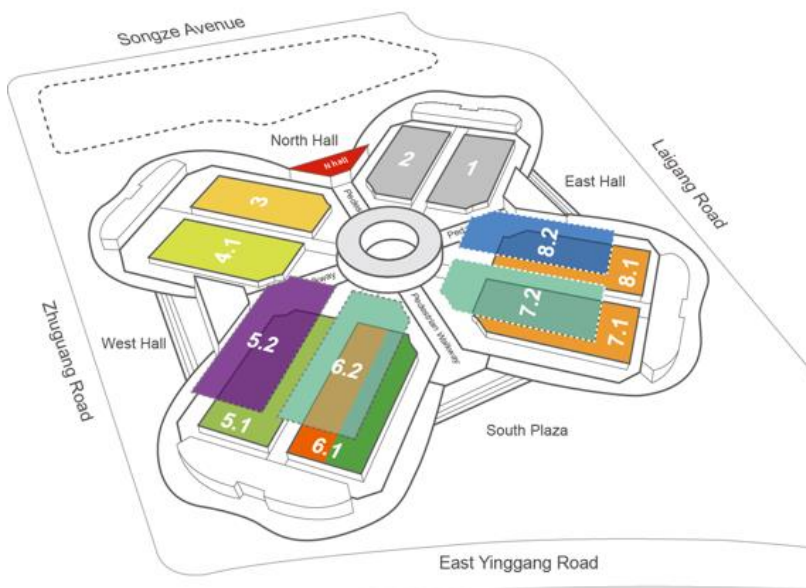 Songze Avenue
North Hall
N hall
2
1
Laigang Road
East Hall
3
4.1
8.2
8.1
7.2
7.1
Pedestrian Walkway
Zhuguang Road
West Hall
5.2
6.2
5.1
6.1
South Plaza
East Yinggang Road